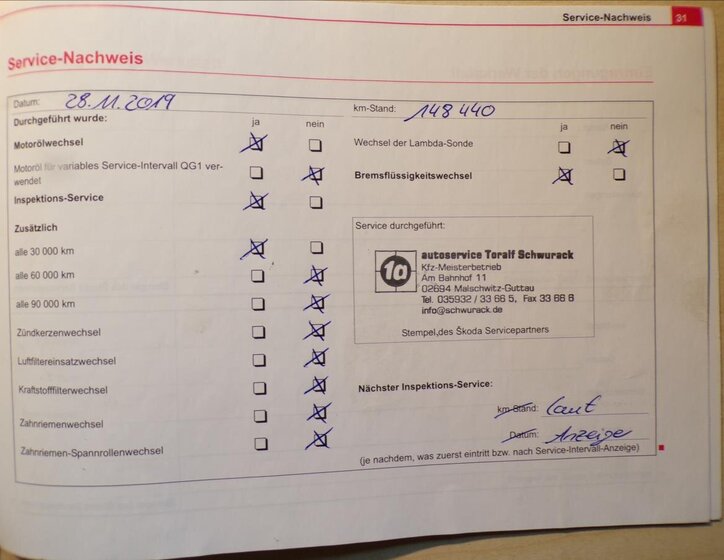 Service-Nachweis 31
Service-Nachweis
Datum: 28.11.2019
km-Stand: 148 440
Durchgeführt wurde: ja nein
ja nein
Motorölwechsel
Wechsel der Lambda-Sonde
Motoröl für variables Service-Intervall QG1 ver-
wendet
Bremsflüssigkeitswechsel
Inspektions-Service
Zusätzlich
alle 30 000 km
alle 60 000 km
alle 90 000 km
Zündkerzenwechsel
Luftfiltereinsatzwechsel
Kraftstofffilterwechsel
Zahnriemenwechsel
Zahnriemen-Spannrollenwechsel
Service durchgeführt:
1a autoservice Toralf Schwurack
Kfz-Meisterbetrieb
Am Bahnhof 11
02694 Malschwitz-Guttau
Tel. 035932 / 33 66 5, Fax 33 66 6
info@schwurack.de
Stempel des Škoda Servicepartners
Nächster Inspektions-Service:
km-Stand: laut
Datum: Anzeige
(je nachdem, was zuerst eintritt bzw. nach Service-Intervall-Anzeige)